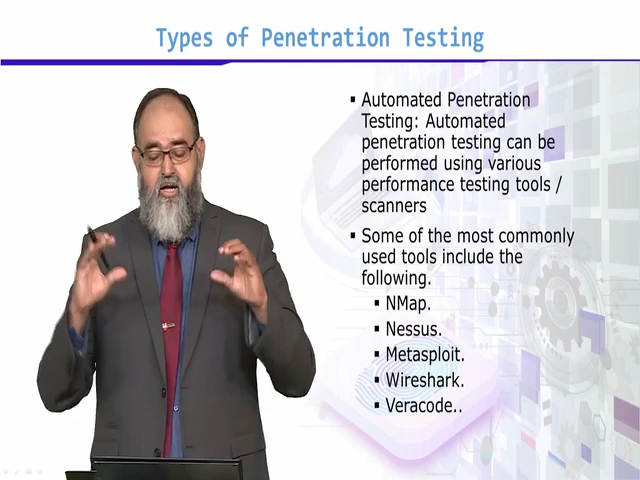 Types of Penetration Testing
▪ Automated Penetration
Testing: Automated
penetration testing can be
performed using various
performance testing tools /
scanners
▪ Some of the most commonly
used tools include the
following.
▪ NMap.
▪ Nessus.
▪ Metasploit.
▪ Wireshark.
▪ Veracode..